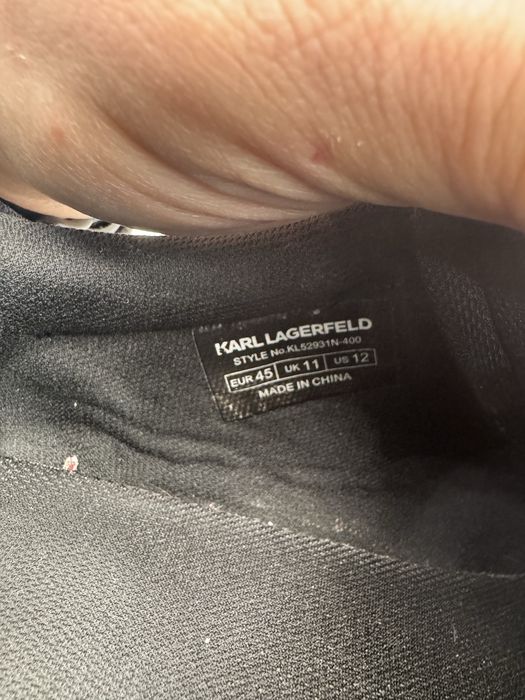 KARL LAGERFELD
STYLE No.KL52931N-400
EUR 45 UK 11 US 12
MADE IN CHINA